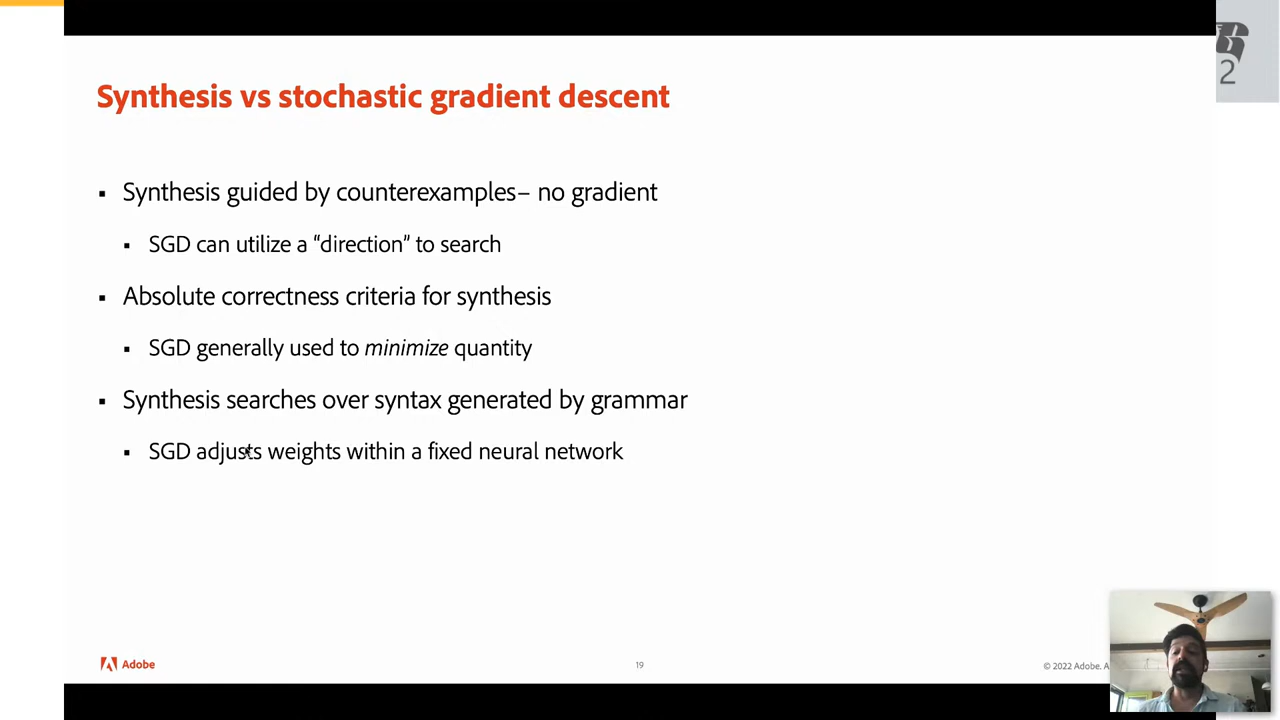 Synthesis vs stochastic gradient descent
▪ Synthesis guided by counterexamples– no gradient
▪ SGD can utilize a “direction” to search
▪ Absolute correctness criteria for synthesis
▪ SGD generally used to minimize quantity
▪ Synthesis searches over syntax generated by grammar
▪ SGD adjusts weights within a fixed neural network
Adobe
19
© 2022 Adobe. A
2